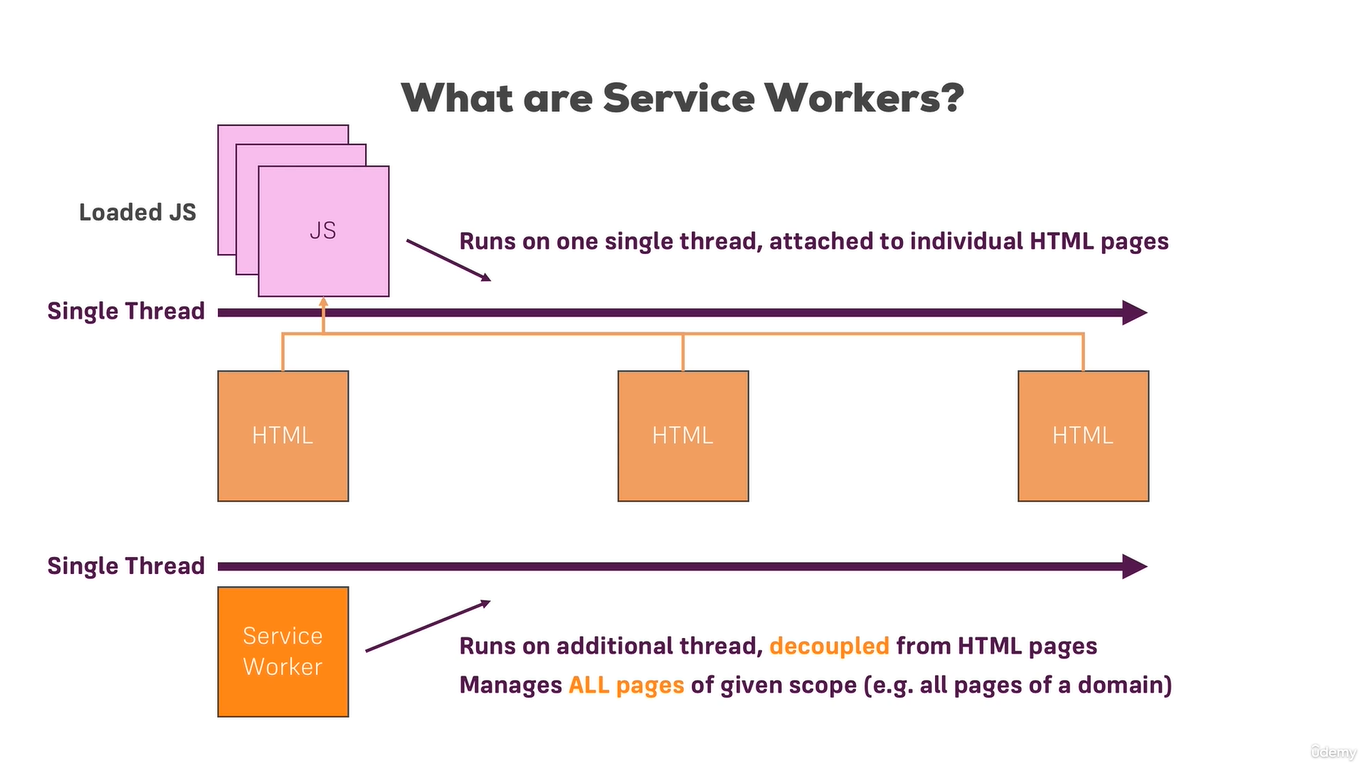 What are Service Workers?
Loaded JS
JS
Runs on one single thread, attached to individual HTML pages
Single Thread
HTML
HTML
HTML
Single Thread
Service
Worker
Runs on additional thread, decoupled from HTML pages
Manages ALL pages of given scope (e.g. all pages of a domain)
ûdemy